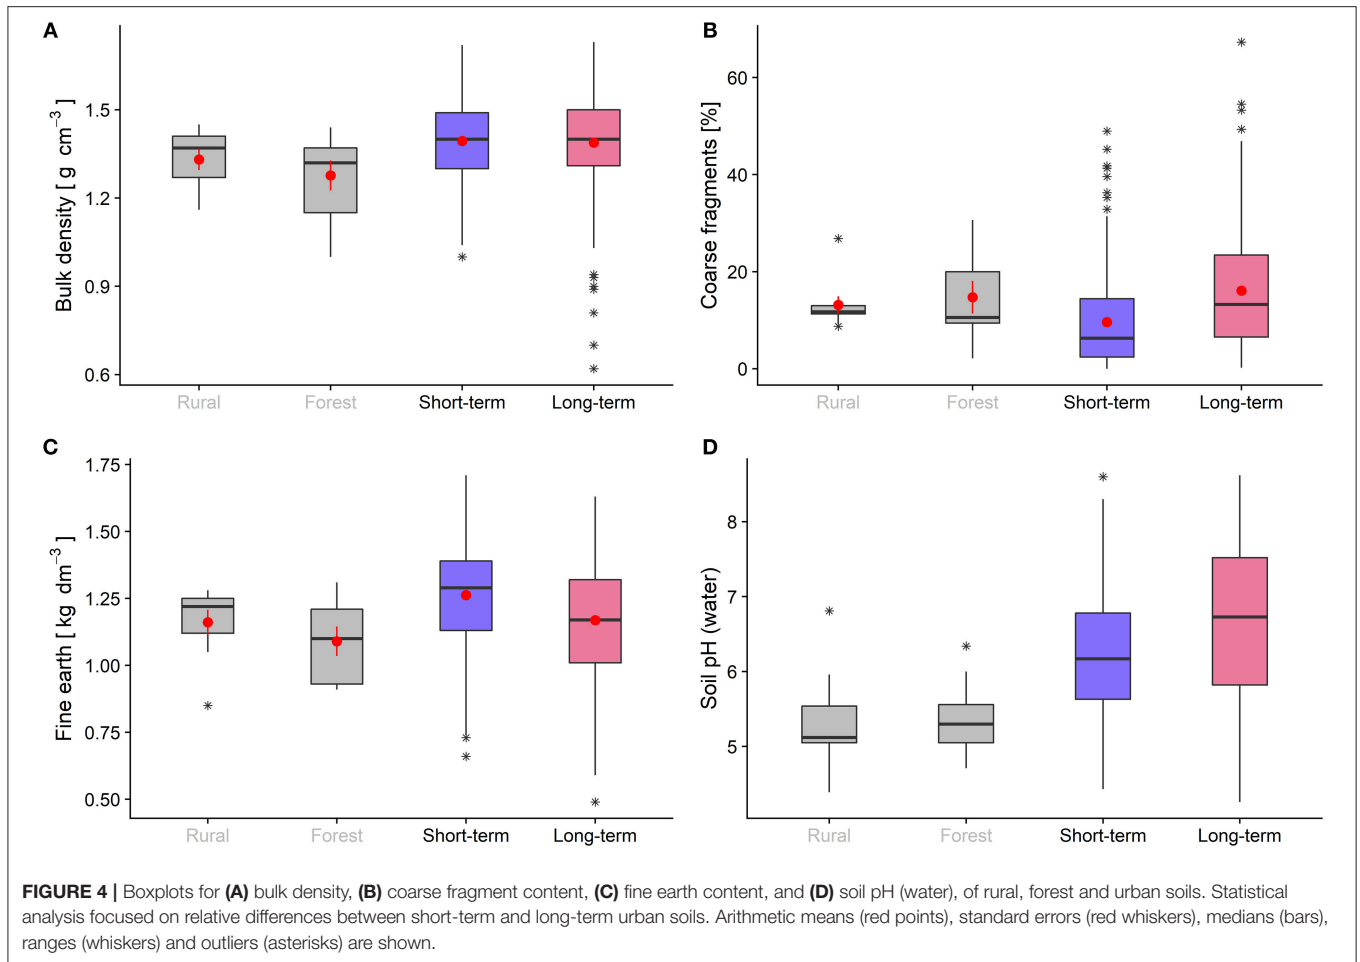 A
Bulk density [ g cm⁻³ ]
1.5
1.2
0.9
0.6
Rural Forest Short-term Long-term
B
Coarse fragments [%]
60
40
20
0
Rural Forest Short-term Long-term
C
Fine earth [ kg dm⁻³ ]
1.75
1.50
1.25
1.00
0.75
0.50
Rural Forest Short-term Long-term
D
Soil pH (water)
8
7
6
5
Rural Forest Short-term Long-term
FIGURE 4 | Boxplots for (A) bulk density, (B) coarse fragment content, (C) fine earth content, and (D) soil pH (water), of rural, forest and urban soils. Statistical
analysis focused on relative differences between short-term and long-term urban soils. Arithmetic means (red points), standard errors (red whiskers), medians (bars),
ranges (whiskers) and outliers (asterisks) are shown.